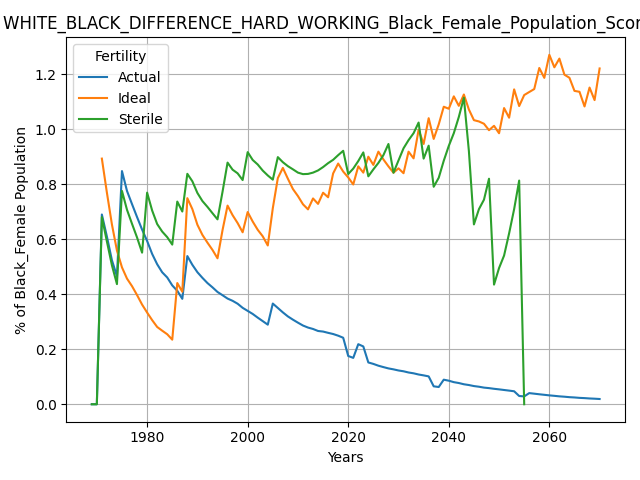 WHITE_BLACK_DIFFERENCE_HARD_WORKING_Black_Female_Population_Scor
Fertility
Actual
Ideal
Sterile
% of Black_Female Population
1.2
1.0
0.8
0.6
0.4
0.2
0.0
1980
2000
2020
2040
2060
Years